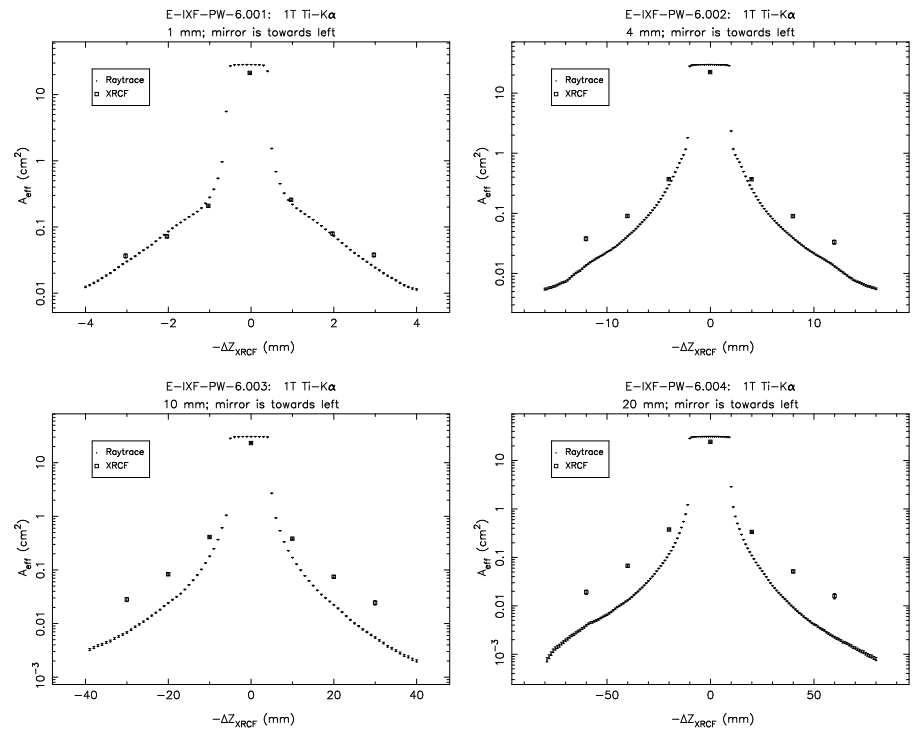 E-IXF-PW-6.001: 1T Ti-Kα
1 mm; mirror is towards left
Raytrace
XRCF
A_eff (cm²)
10
1
0.1
0.01
-4 -2 0 2 4
-ΔZ_XRCF (mm)
E-IXF-PW-6.002: 1T Ti-Kα
4 mm; mirror is towards left
Raytrace
XRCF
A_eff (cm²)
10
1
0.1
0.01
-10 0 10
-ΔZ_XRCF (mm)
E-IXF-PW-6.003: 1T Ti-Kα
10 mm; mirror is towards left
Raytrace
XRCF
A_eff (cm²)
10
1
0.1
0.01
10⁻³
-40 -20 0 20 40
-ΔZ_XRCF (mm)
E-IXF-PW-6.004: 1T Ti-Kα
20 mm; mirror is towards left
Raytrace
XRCF
A_eff (cm²)
10
1
0.1
0.01
10⁻³
-50 0 50
-ΔZ_XRCF (mm)